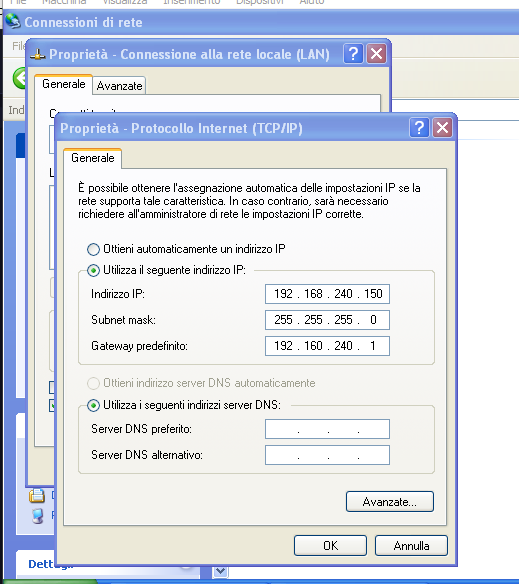 File Macchina Visualizza Inserimento Dispositivi Aiuto
Connessioni di rete
File
Proprietà - Connessione alla rete locale (LAN)
Generale Avanzate
Ind
Proprietà - Protocollo Internet (TCP/IP)
Generale
È possibile ottenere l'assegnazione automatica delle impostazioni IP se la
rete supporta tale caratteristica. In caso contrario, sarà necessario
richiedere all'amministratore di rete le impostazioni IP corrette.
Ottieni automaticamente un indirizzo IP
Utilizza il seguente indirizzo IP:
Indirizzo IP: 192 . 168 . 240 . 150
Subnet mask: 255 . 255 . 255 . 0
Gateway predefinito: 192 . 160 . 240 . 1
Ottieni indirizzo server DNS automaticamente
Utilizza i seguenti indirizzi server DNS:
Server DNS preferito: . . .
Server DNS alternativo: . . .
Avanzate...
OK Annulla
Dettagli